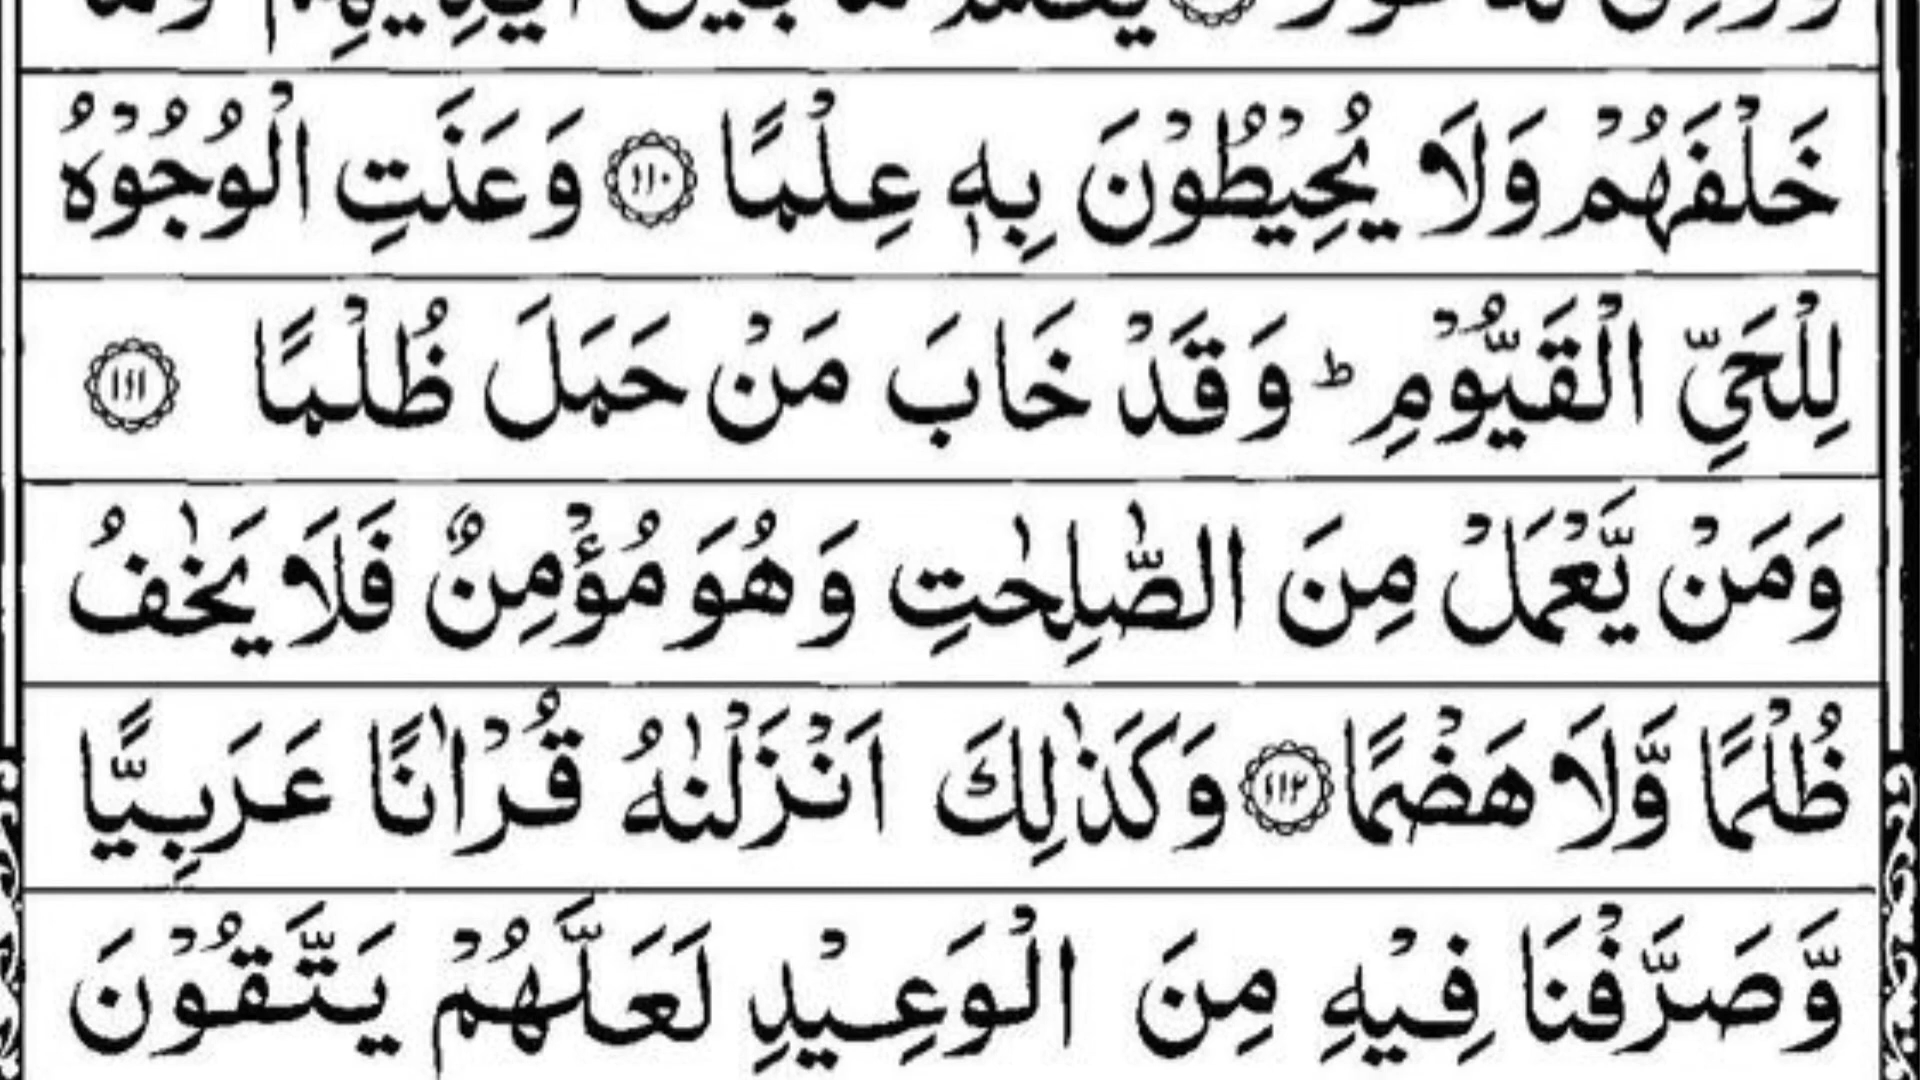 خَلْفَهُمْ وَلَا يُحِيْطُوْنَ بِهٖ عِلْمًا ۝١١٠ وَعَنَتِ الْوُجُوْهُ
لِلْحَيِّ الْقَيُّوْمِ ؕ وَقَدْ خَابَ مَنْ حَمَلَ ظُلْمًا ۝١١١
وَمَنْ يَّعْمَلْ مِنَ الصّٰلِحٰتِ وَهُوَ مُؤْمِنٌ فَلَا يَخٰفُ
ظُلْمًا وَّلَا هَضْمًا ۝١١٢ وَكَذٰلِكَ اَنْزَلْنٰهُ قُرْاٰنًا عَرَبِيًّا
وَّصَرَّفْنَا فِيْهِ مِنَ الْوَعِيْدِ لَعَلَّهُمْ يَتَّقُوْنَ